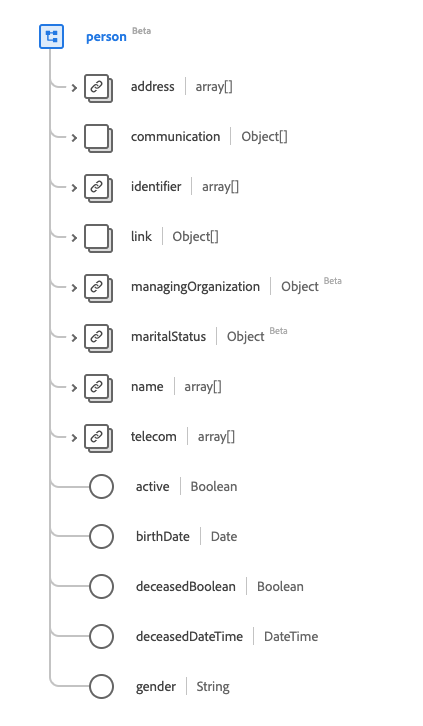 person Beta
address array[]
communication Object[]
identifier array[]
link Object[]
managingOrganization Object Beta
maritalStatus Object Beta
name array[]
telecom array[]
active Boolean
birthDate Date
deceasedBoolean Boolean
deceasedDateTime DateTime
gender String